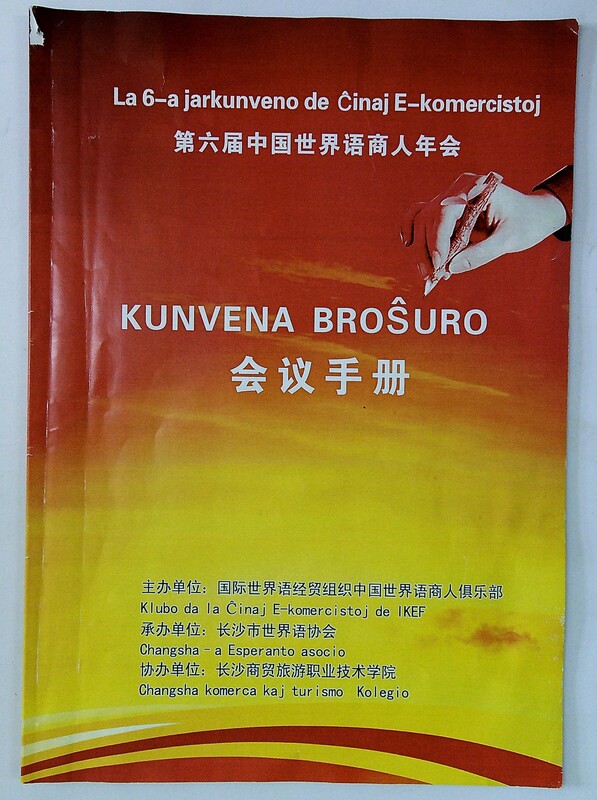 La 6-a jarkunveno de Ĉinaj E-komercistoj
第六届中国世界语商人年会
KUNVENA BROŜURO
会议手册
主办单位：国际世界语经贸组织中国世界语商人俱乐部
Klubo da la Ĉinaj E-komercistoj de IKEF
承办单位：长沙市世界语协会
Changsha-a Esperanto asocio
协办单位：长沙商贸旅游职业技术学院
Changsha komerca kaj turismo Kolegio